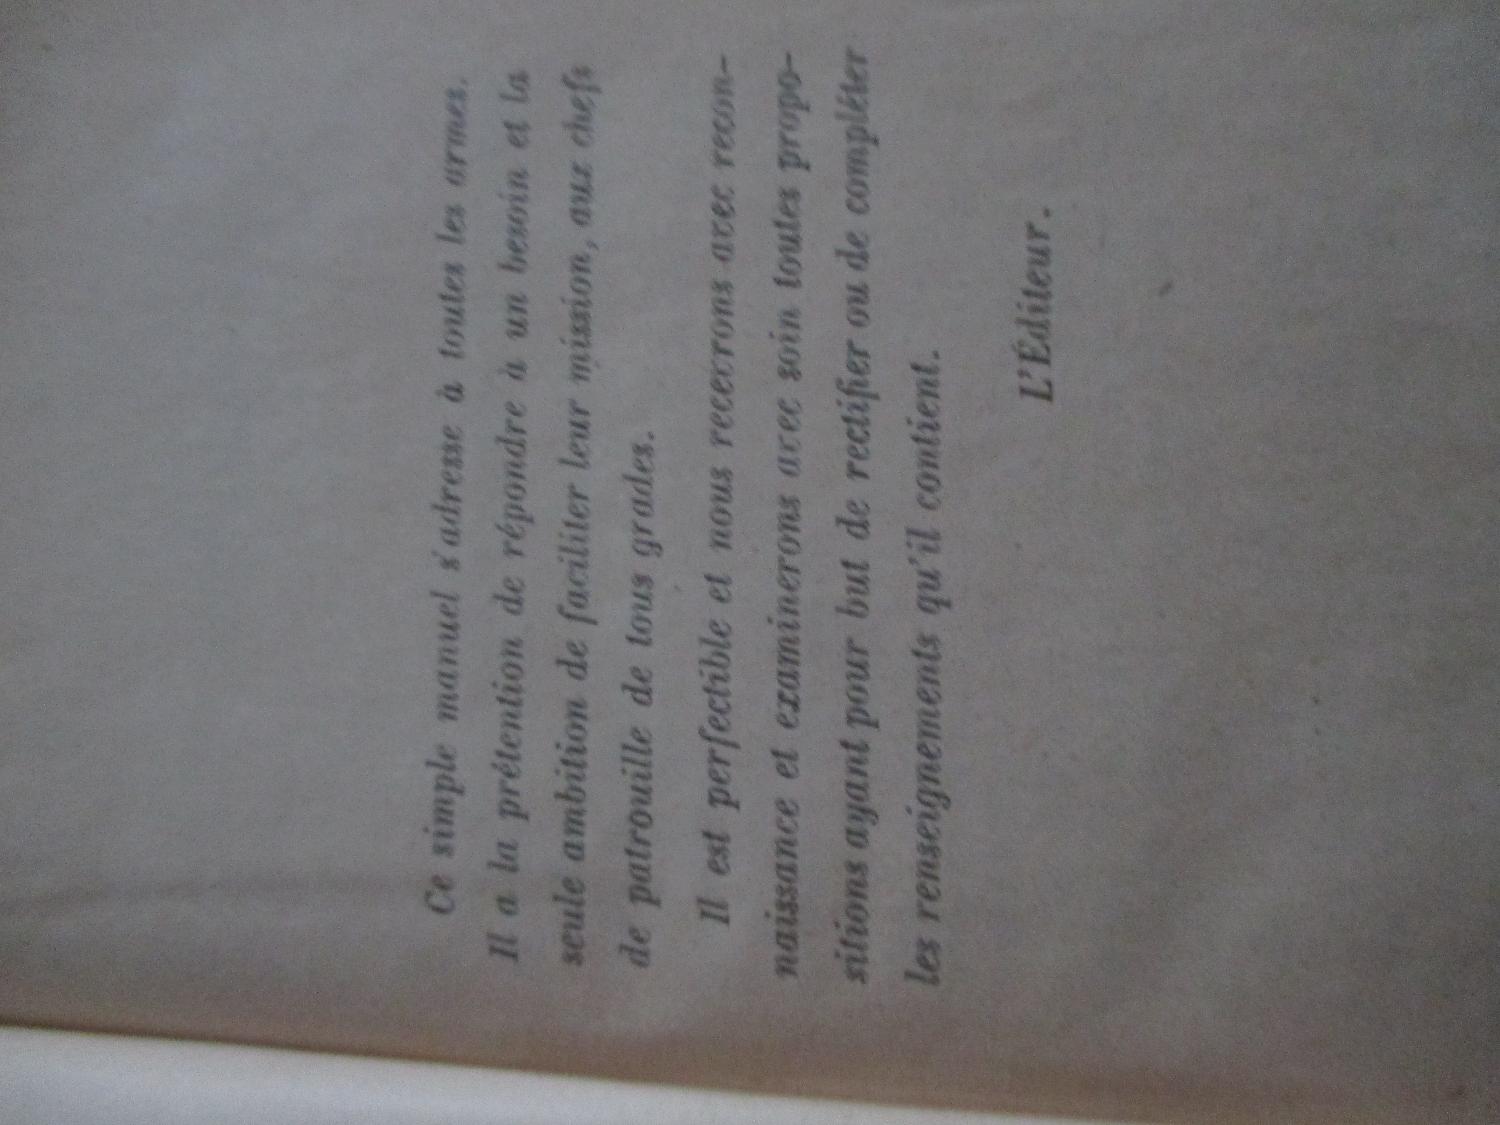 Ce simple manuel s'adresse à toutes les armes.
Il a la prétention de répondre à un besoin et la
seule ambition de faciliter leur mission, aux chefs
de patrouille de tous grades.
Il est perfectible et nous recevrons avec recon-
naissance et examinerons avec soin toutes propo-
sitions ayant pour but de rectifier ou de compléter
les renseignements qu'il contient.
L'Éditeur.